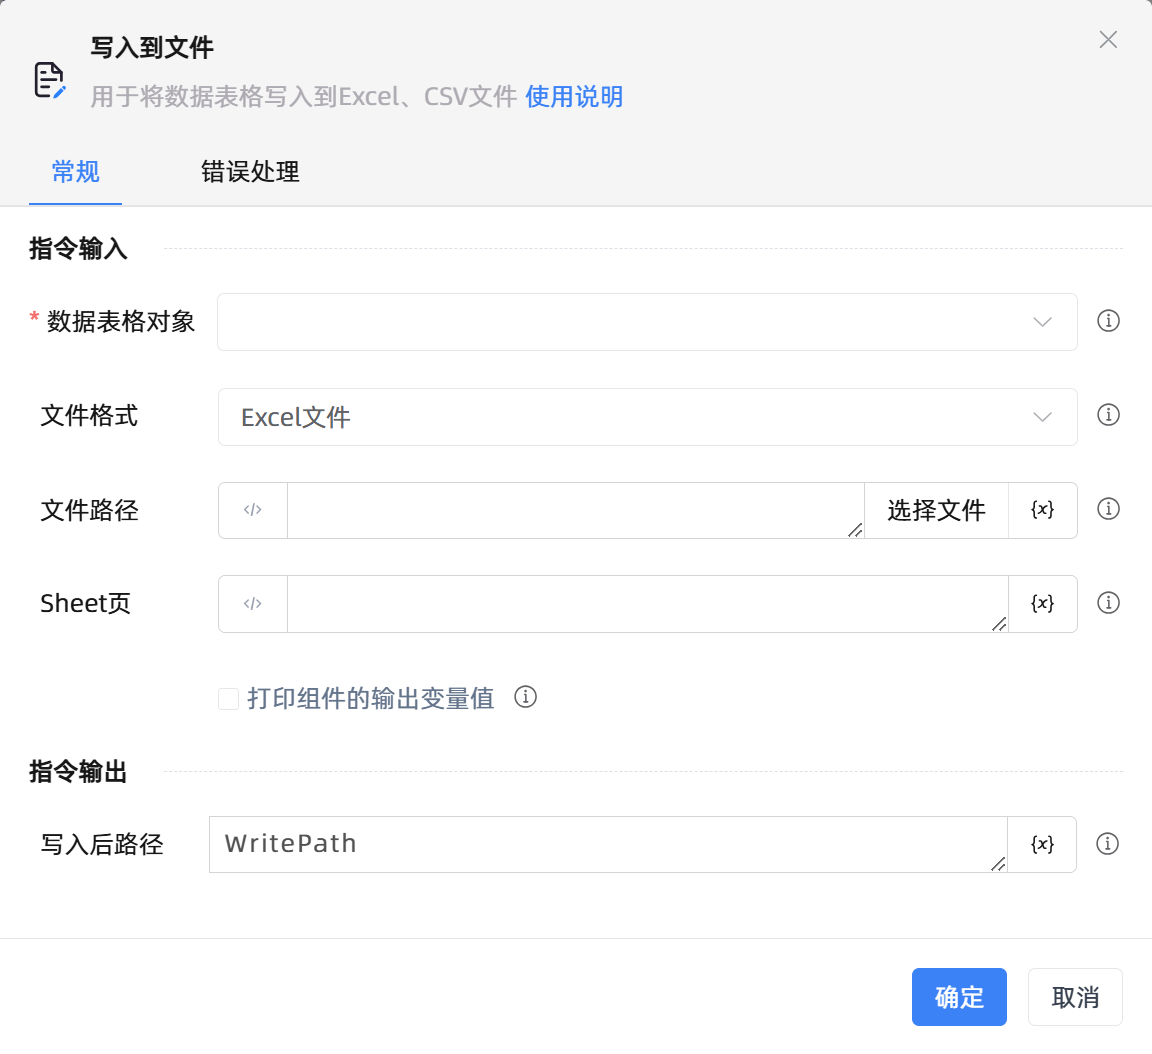 写入到文件
用于将数据表格写入到Excel、CSV文件 使用说明
常规 错误处理
指令输入
* 数据表格对象
文件格式 Excel文件
文件路径 </> 选择文件 {x}
Sheet页 </> {x}
打印组件的输出变量值
指令输出
写入后路径 WritePath {x}
确定 取消